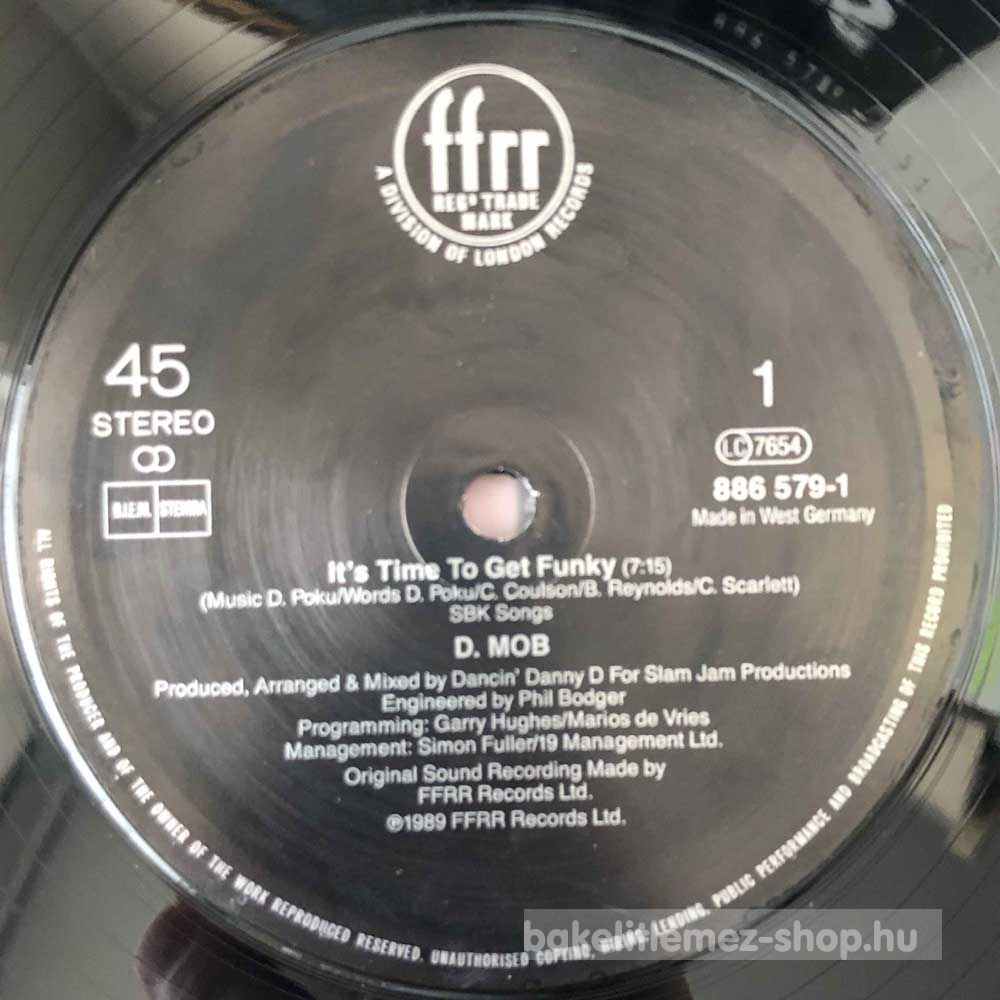 ffrr
REGD TRADE
MARK
A DIVISION OF LONDON RECORDS
45
STEREO
1
LC 7654
886 579-1
Made in West Germany
B.I.E.M. STEMRA
It's Time To Get Funky (7:15)
(Music D. Poku/Words D. Poku/C. Coulson/B. Reynolds/C. Scarlett)
SBK Songs
D. MOB
Produced, Arranged & Mixed by Dancin' Danny D For Slam Jam Productions
Engineered by Phil Bodger
Programming: Garry Hughes/Marios de Vries
Management: Simon Fuller/19 Management Ltd.
Original Sound Recording Made by
FFRR Records Ltd.
℗1989 FFRR Records Ltd.
ALL RIGHTS OF THE PRODUCER AND OF THE OWNER OF THE WORK REPRODUCED RESERVED. UNAUTHORISED COPYING, HIRING, LENDING, PUBLIC PERFORMANCE AND BROADCASTING OF THIS RECORD PROHIBITED
bakelitlemez-shop.hu